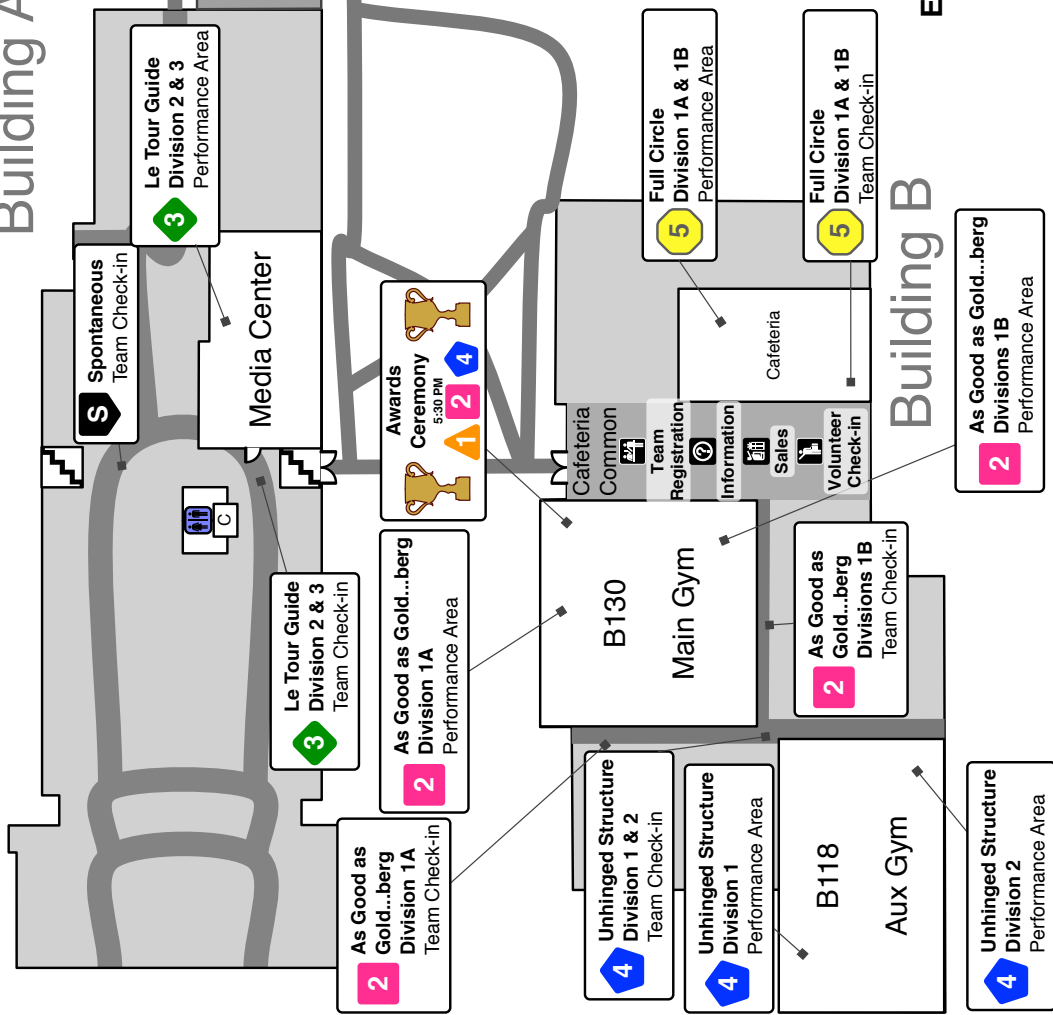 Building A
S
Spontaneous
Team Check-in
3
Le Tour Guide
Division 2 & 3
Performance Area
Media Center
C
3
Le Tour Guide
Division 2 & 3
Team Check-in
Awards
Ceremony
5:30 PM
1 2 4
2
As Good as Gold...berg
Division 1A
Performance Area
2
As Good as
Gold...berg
Division 1A
Team Check-in
B130
Main Gym
Cafeteria
Common
Team
Registration
?
Information
Sales
Volunteer
Check-in
5
Full Circle
Division 1A & 1B
Performance Area
Cafeteria
5
Full Circle
Division 1A & 1B
Team Check-in
4
Unhinged Structure
Division 1 & 2
Team Check-in
4
Unhinged Structure
Division 1
Performance Area
2
As Good as
Gold...berg
Divisions 1B
Team Check-in
B118
Aux Gym
Building B
2
As Good as Gold...berg
Divisions 1B
Performance Area
4
Unhinged Structure
Division 2
Performance Area